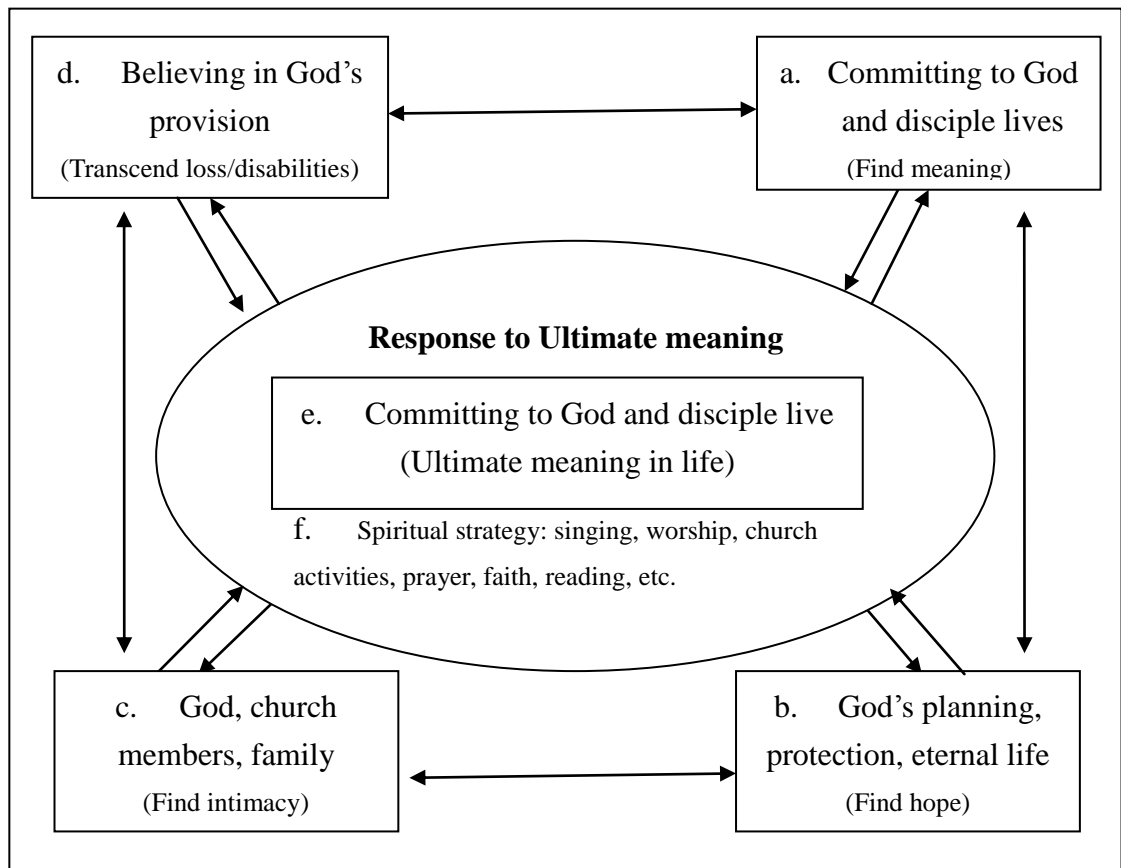 d. Believing in God’s
provision
(Transcend loss/disabilities)
a. Committing to God
and disciple lives
(Find meaning)
Response to Ultimate meaning
e. Committing to God and disciple live
(Ultimate meaning in life)
f. Spiritual strategy: singing, worship, church
activities, prayer, faith, reading, etc.
c. God, church
members, family
(Find intimacy)
b. God’s planning,
protection, eternal life
(Find hope)